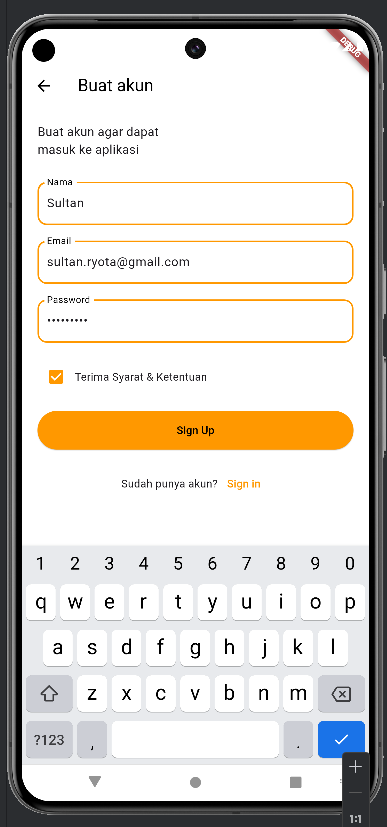 DEBUG
Buat akun
Buat akun agar dapat
masuk ke aplikasi
Nama
Sultan
Email
sultan.ryota@gmail.com
Password
•••••••••
Terima Syarat & Ketentuan
Sign Up
Sudah punya akun? Sign in
1 2 3 4 5 6 7 8 9 0
q w e r t y u i o p
a s d f g h j k l
z x c v b n m
?123 , .
1:1